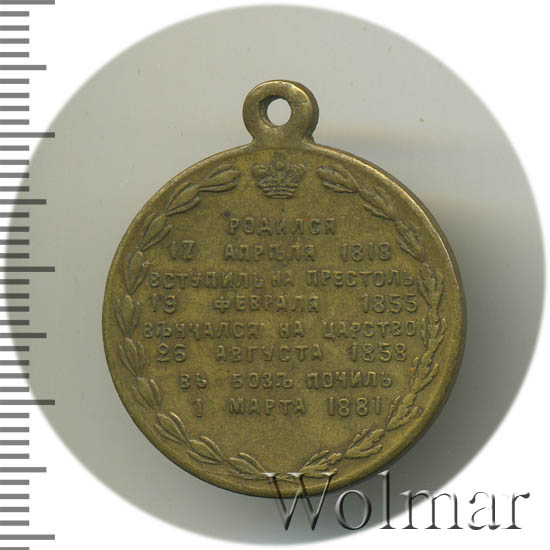 РОДИЛСЯ
17 АПРѢЛЯ 1818
ВСТУПИЛЪ НА ПРЕСТОЛЪ
19 ФЕВРАЛЯ 1855
ВѢНЧАЛСЯ НА ЦАРСТВО
26 АВГУСТА 1858
ВЪ БОЗѢ ПОЧИЛЪ
1 МАРТА 1881
Wolmar